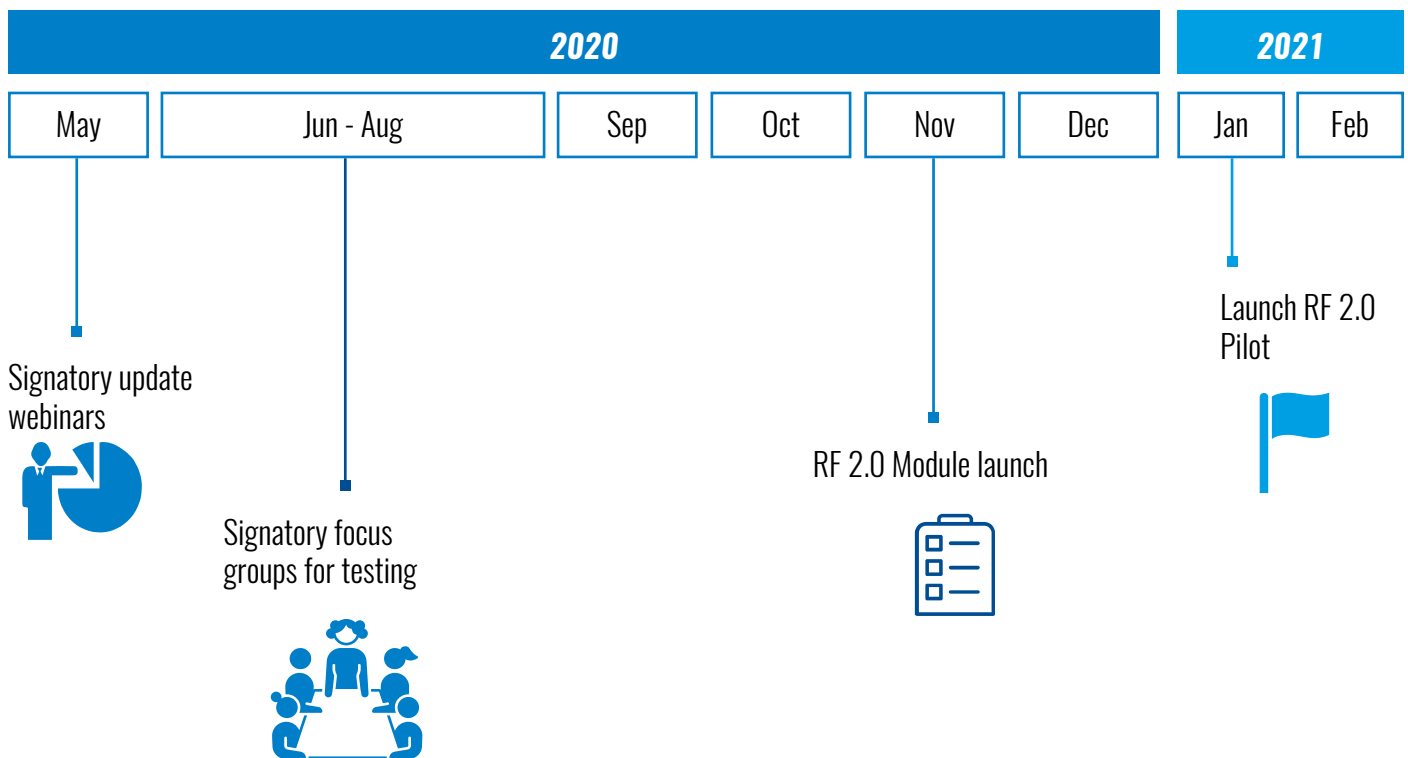 2020
2021
May
Jun - Aug
Sep
Oct
Nov
Dec
Jan
Feb
Signatory update
webinars
Signatory focus
groups for testing
RF 2.0 Module launch
Launch RF 2.0
Pilot